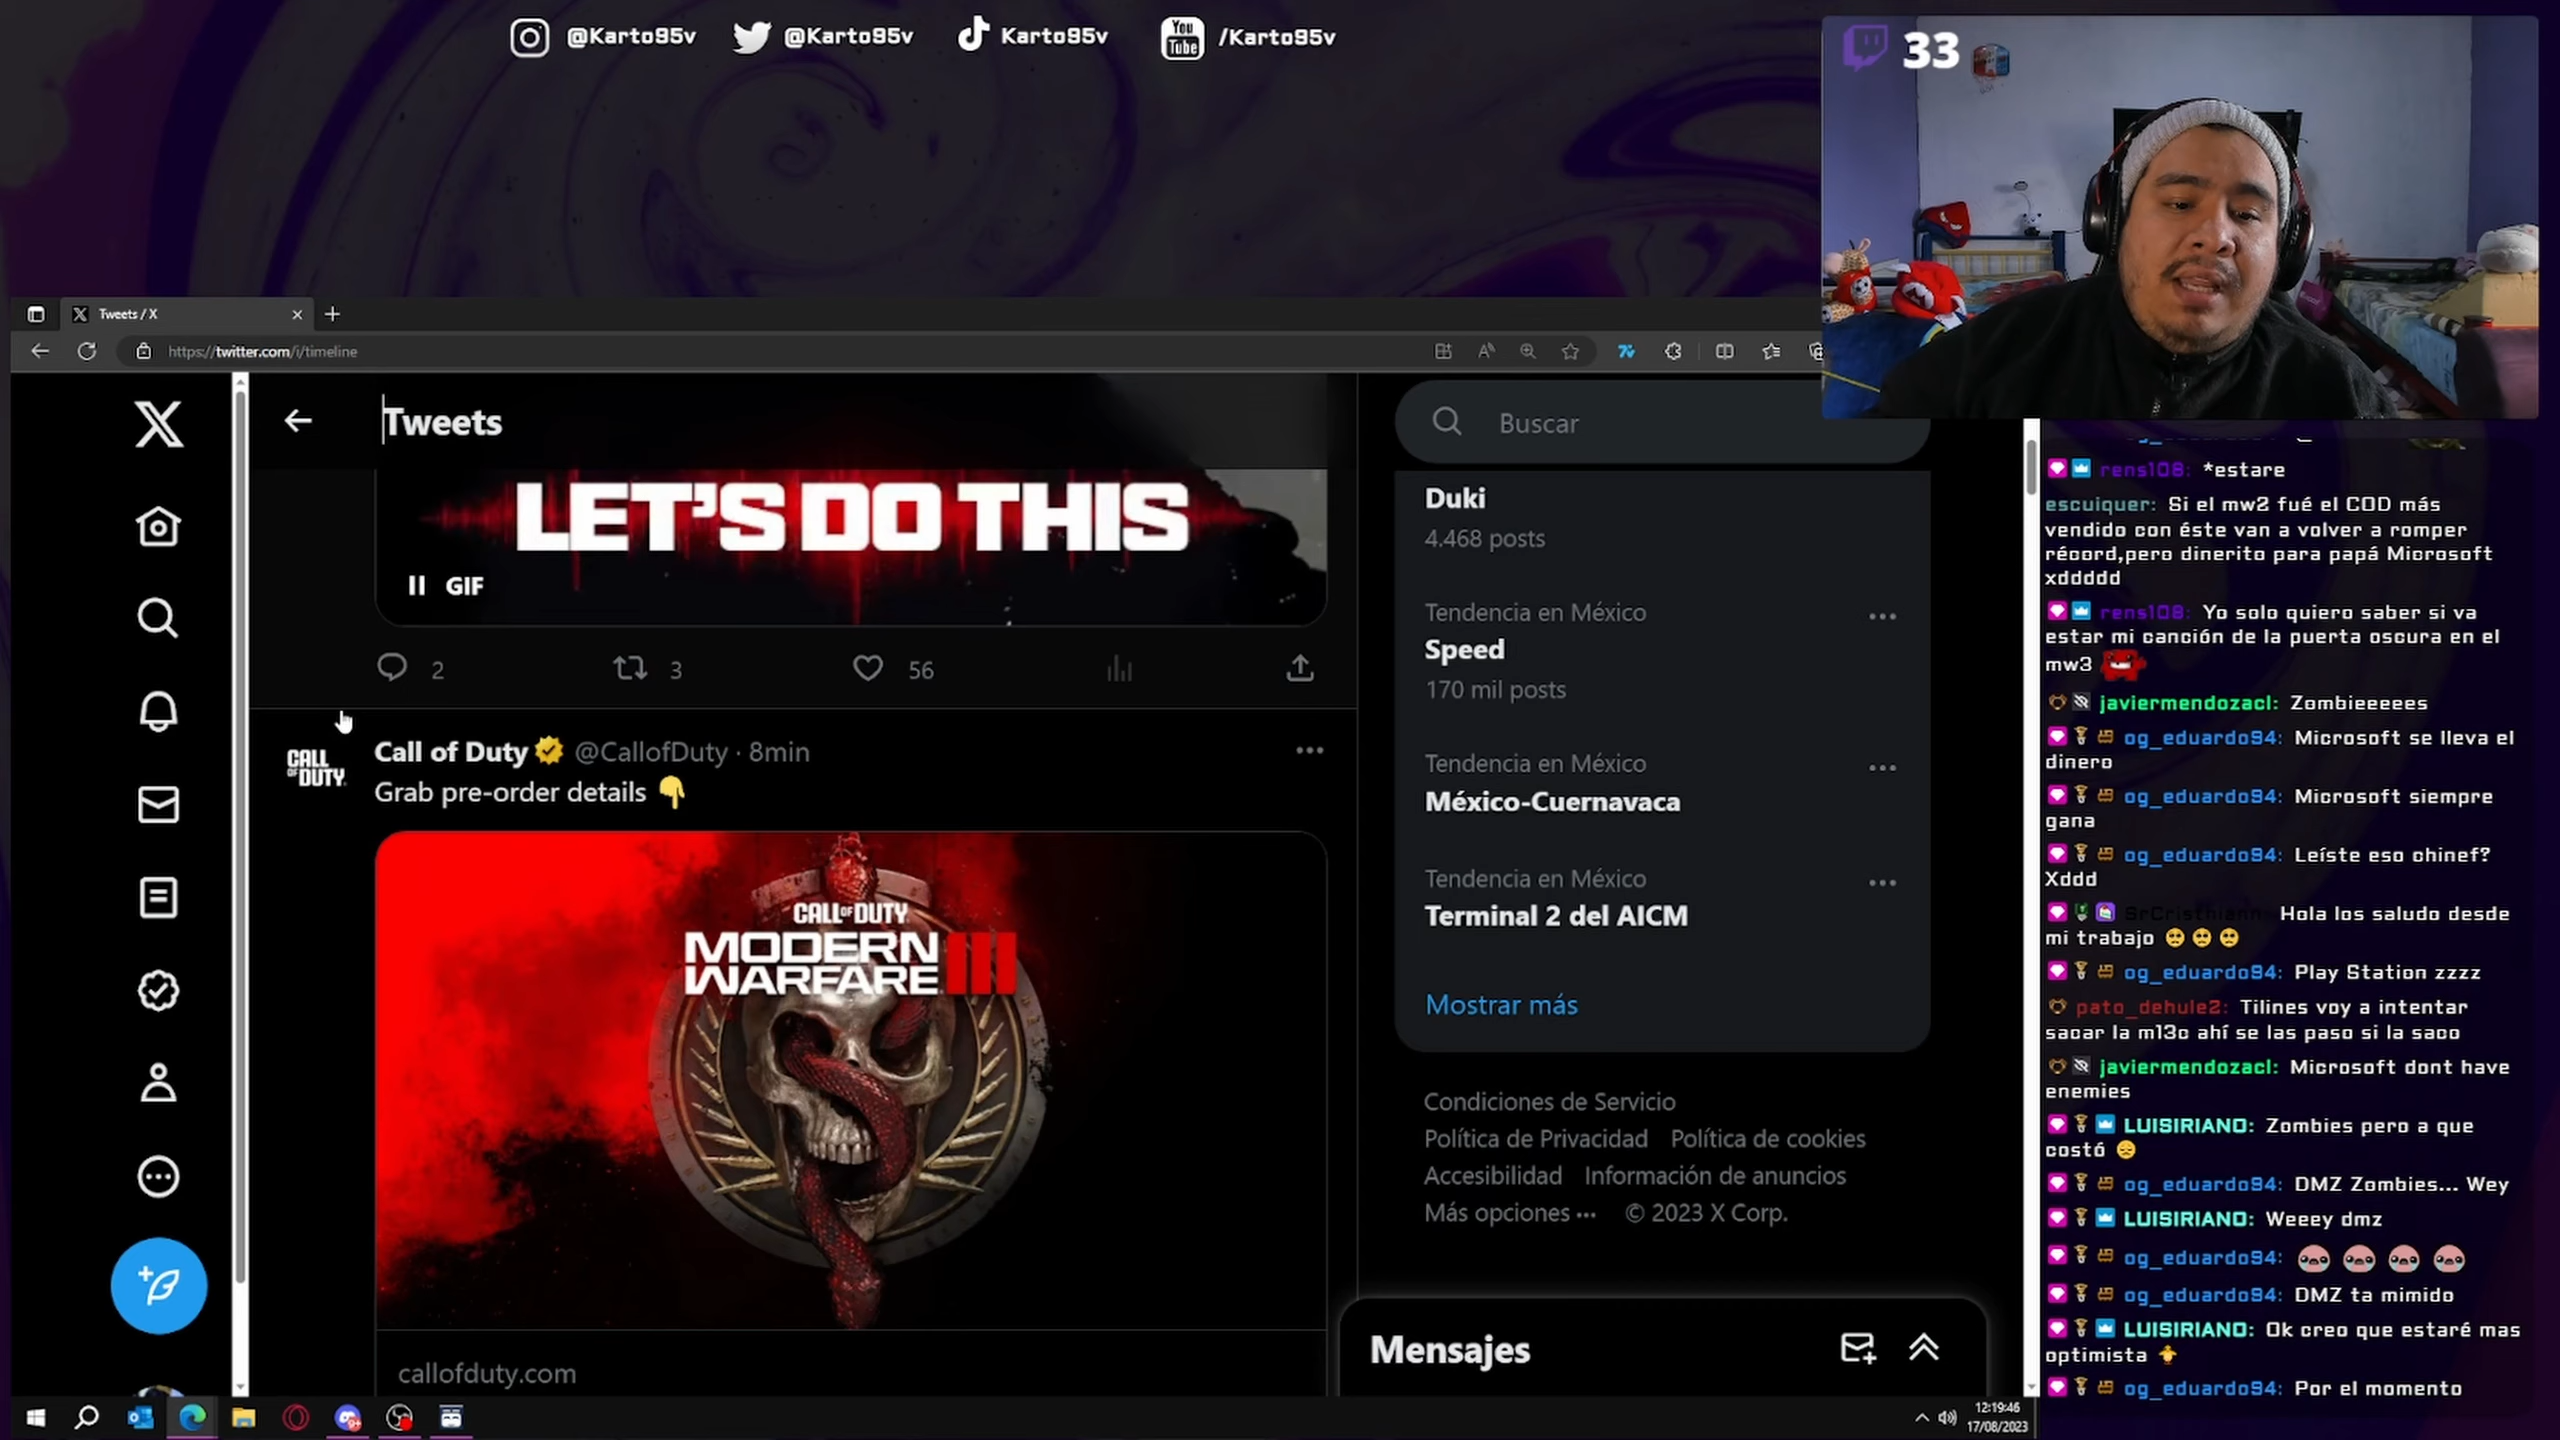 @Karto95v @Karto95v Karto95v You Tube /Karto95v
33
Tweets / X
https://twitter.com/i/timeline
Tweets
LET'S DO THIS
GIF
2 3 56
CALL OF DUTY
Call of Duty @CallofDuty · 8min
Grab pre-order details 👇
CALL OF DUTY
MODERN
WARFARE III
callofduty.com
Buscar
Duki
4.468 posts
Tendencia en México
Speed
170 mil posts
Tendencia en México
México-Cuernavaca
Tendencia en México
Terminal 2 del AICM
Mostrar más
Condiciones de Servicio
Política de Privacidad Política de cookies
Accesibilidad Información de anuncios
Más opciones ··· © 2023 X Corp.
Mensajes
rens108: *estare
escuiquer: Si el mw2 fué el COD más
vendido con éste van a volver a romper
récord,pero dinerito para papá Microsoft
xddddd
rens108: Yo solo quiero saber si va
estar mi canción de la puerta oscura en el
mw3
javiermendozacl: Zombieeeees
og_eduardo94: Microsoft se lleva el
dinero
og_eduardo94: Microsoft siempre
gana
og_eduardo94: Leíste eso chinef?
Xddd
SrCristhiann: Hola los saludo desde
mi trabajo 🥺🥺🥺
og_eduardo94: Play Station zzzz
pato_dehule2: Tilines voy a intentar
sacar la m13c ahí se las paso si la saco
javiermendozacl: Microsoft dont have
enemies
LUISIRIANO: Zombies pero a que
costó 😔
og_eduardo94: DMZ Zombies... Wey
LUISIRIANO: Weeey dmz
og_eduardo94:
og_eduardo94: DMZ ta mimido
LUISIRIANO: Ok creo que estaré mas
optimista
og_eduardo94: Por el momento
12:19:46
17/08/2023